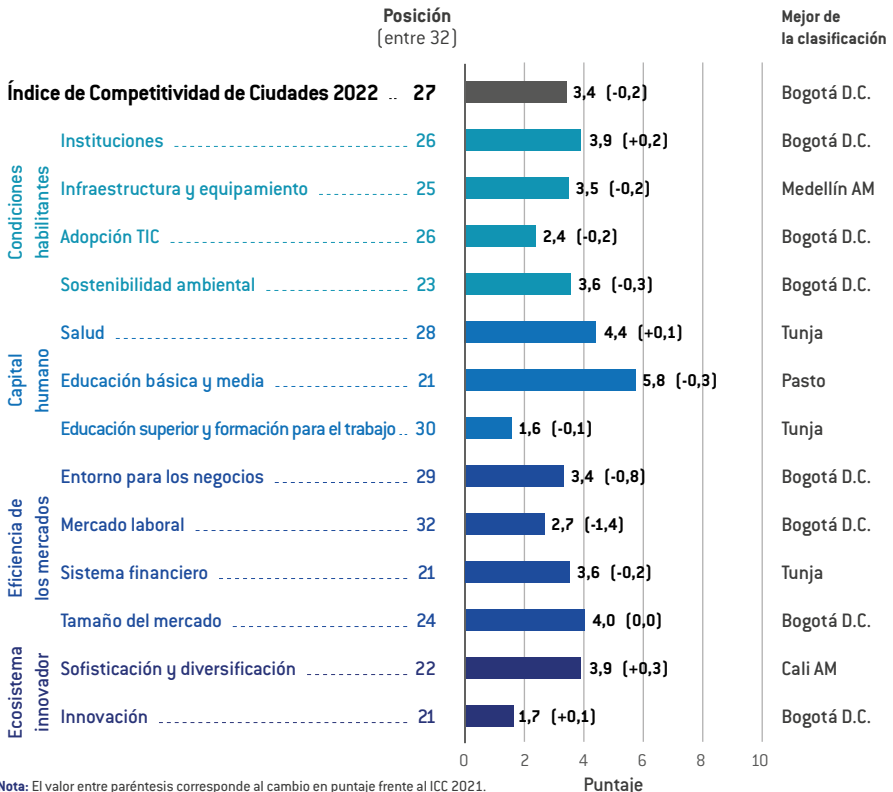 Posición
(entre 32)
Mejor de
la clasificación
Índice de Competitividad de Ciudades 2022 .. 27 3,4 (-0,2) Bogotá D.C.
Condiciones
habilitantes
Instituciones 26 3,9 (+0,2) Bogotá D.C.
Infraestructura y equipamiento 25 3,5 (-0,2) Medellín AM
Adopción TIC 26 2,4 (-0,2) Bogotá D.C.
Sostenibilidad ambiental 23 3,6 (-0,3) Bogotá D.C.
Capital
humano
Salud 28 4,4 (+0,1) Tunja
Educación básica y media 21 5,8 (-0,3) Pasto
Educación superior y formación para el trabajo .. 30 1,6 (-0,1) Tunja
Eficiencia de
los mercados
Entorno para los negocios 29 3,4 (-0,8) Bogotá D.C.
Mercado laboral 32 2,7 (-1,4) Bogotá D.C.
Sistema financiero 21 3,6 (-0,2) Tunja
Tamaño del mercado 24 4,0 (0,0) Bogotá D.C.
Ecosistema
innovador
Sofisticación y diversificación 22 3,9 (+0,3) Cali AM
Innovación 21 1,7 (+0,1) Bogotá D.C.
0 2 4 6 8 10
Puntaje
Nota: El valor entre paréntesis corresponde al cambio en puntaje frente al ICC 2021.